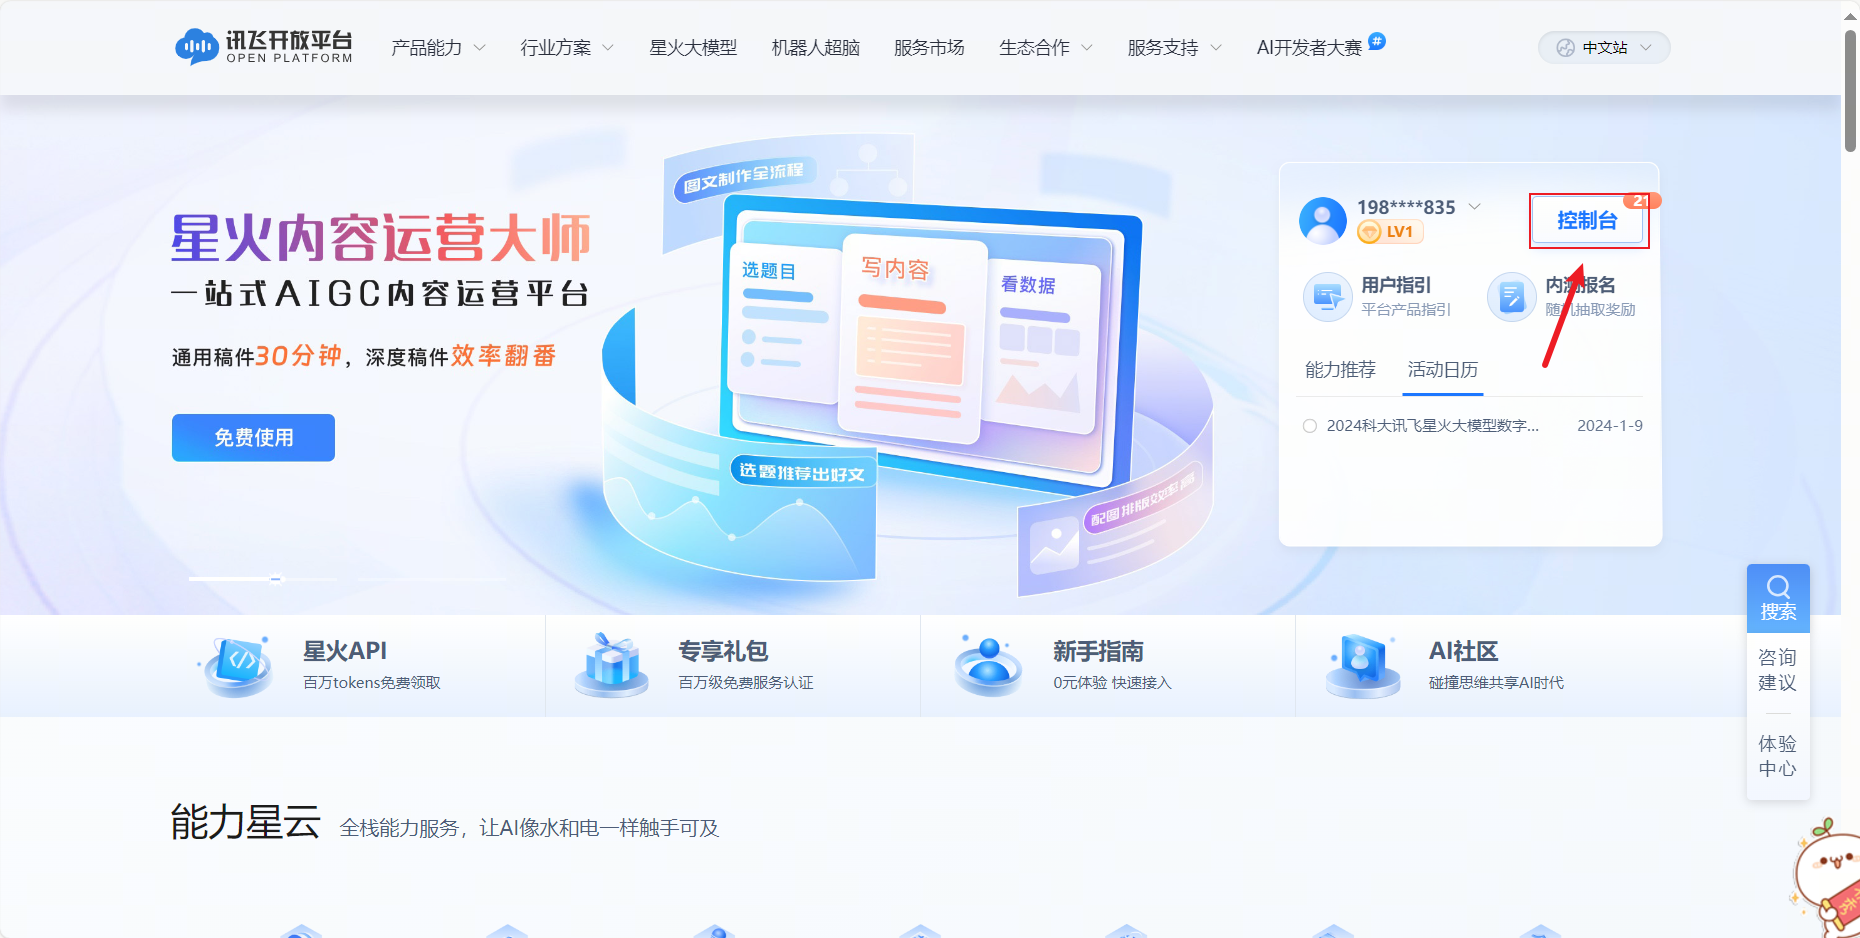 讯飞开放平台
OPEN PLATFORM
产品能力
行业方案
星火大模型
机器人超脑
服务市场
生态合作
服务支持
AI开发者大赛
#
中文站
星火内容运营大师
一站式AIGC内容运营平台
通用稿件30分钟，深度稿件效率翻番
免费使用
图文制作全流程
选题目
写内容
看数据
选题推荐出好文
配图排版效率高
198****835
LV1
控制台
21
用户指引
平台产品指引
内测报名
随机抽取奖励
能力推荐
活动日历
2024科大讯飞星火大模型数字...
2024-1-9
星火API
百万tokens免费领取
专享礼包
百万级免费服务认证
新手指南
0元体验 快速接入
AI社区
碰撞思维共享AI时代
搜索
咨询
建议
体验
中心
能力星云
全栈能力服务，让AI像水和电一样触手可及